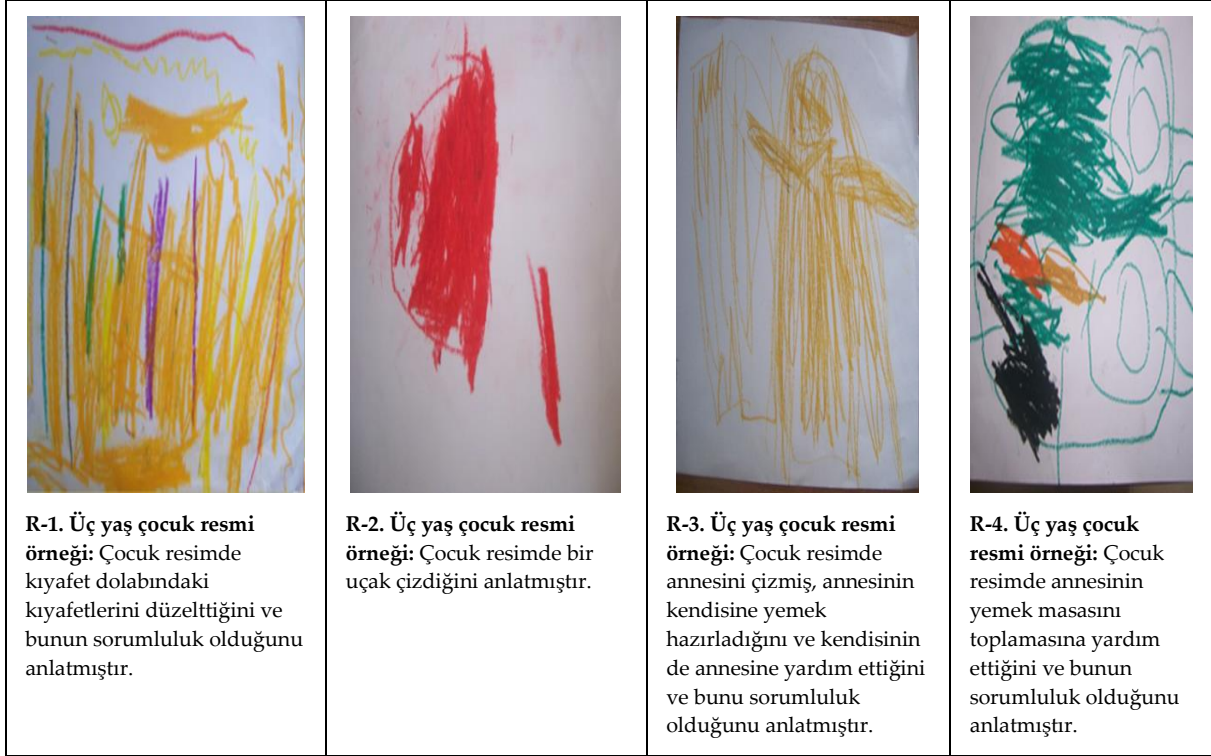 R-1. Üç yaş çocuk resmi
örneği: Çocuk resimde
kıyafet dolabındaki
kıyafetlerini düzelttiğini ve
bunun sorumluluk olduğunu
anlatmıştır.
R-2. Üç yaş çocuk resmi
örneği: Çocuk resimde bir
uçak çizdiğini anlatmıştır.
R-3. Üç yaş çocuk resmi
örneği: Çocuk resimde
annesini çizmiş, annesinin
kendisine yemek
hazırladığını ve kendisinin
de annesine yardım ettiğini
ve bunu sorumluluk
olduğunu anlatmıştır.
R-4. Üç yaş çocuk
resmi örneği: Çocuk
resimde annesinin
yemek masasını
toplamasına yardım
ettiğini ve bunun
sorumluluk olduğunu
anlatmıştır.